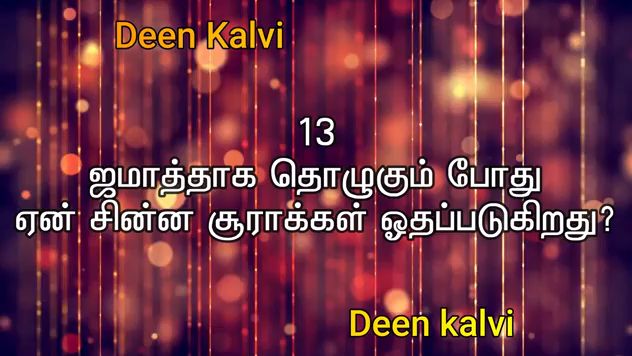 Deen Kalvi
13
ஜமாத்தாக தொழுகும் போது
ஏன் சின்ன சூராக்கள் ஓதப்படுகிறது?
Deen kalvi